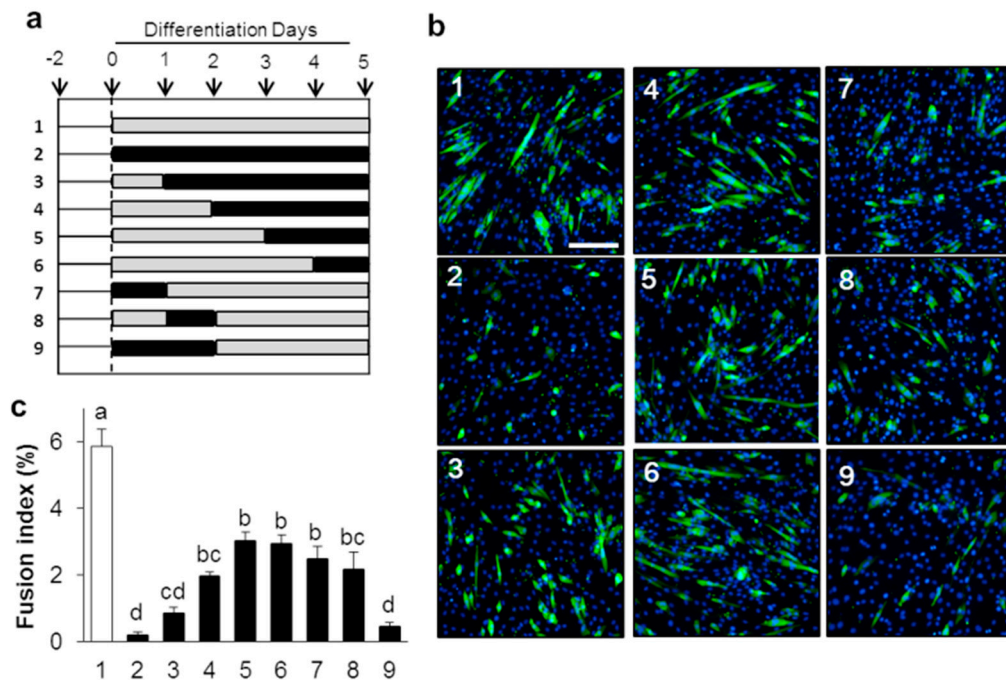 a
Differentiation Days
-2 0 1 2 3 4 5
1
2
3
4
5
6
7
8
9
b
1 4 7
2 5 8
3 6 9
c
Fusion index (%)
6
4
2
0
a
d
cd
bc
b
b
b
bc
d
1 2 3 4 5 6 7 8 9